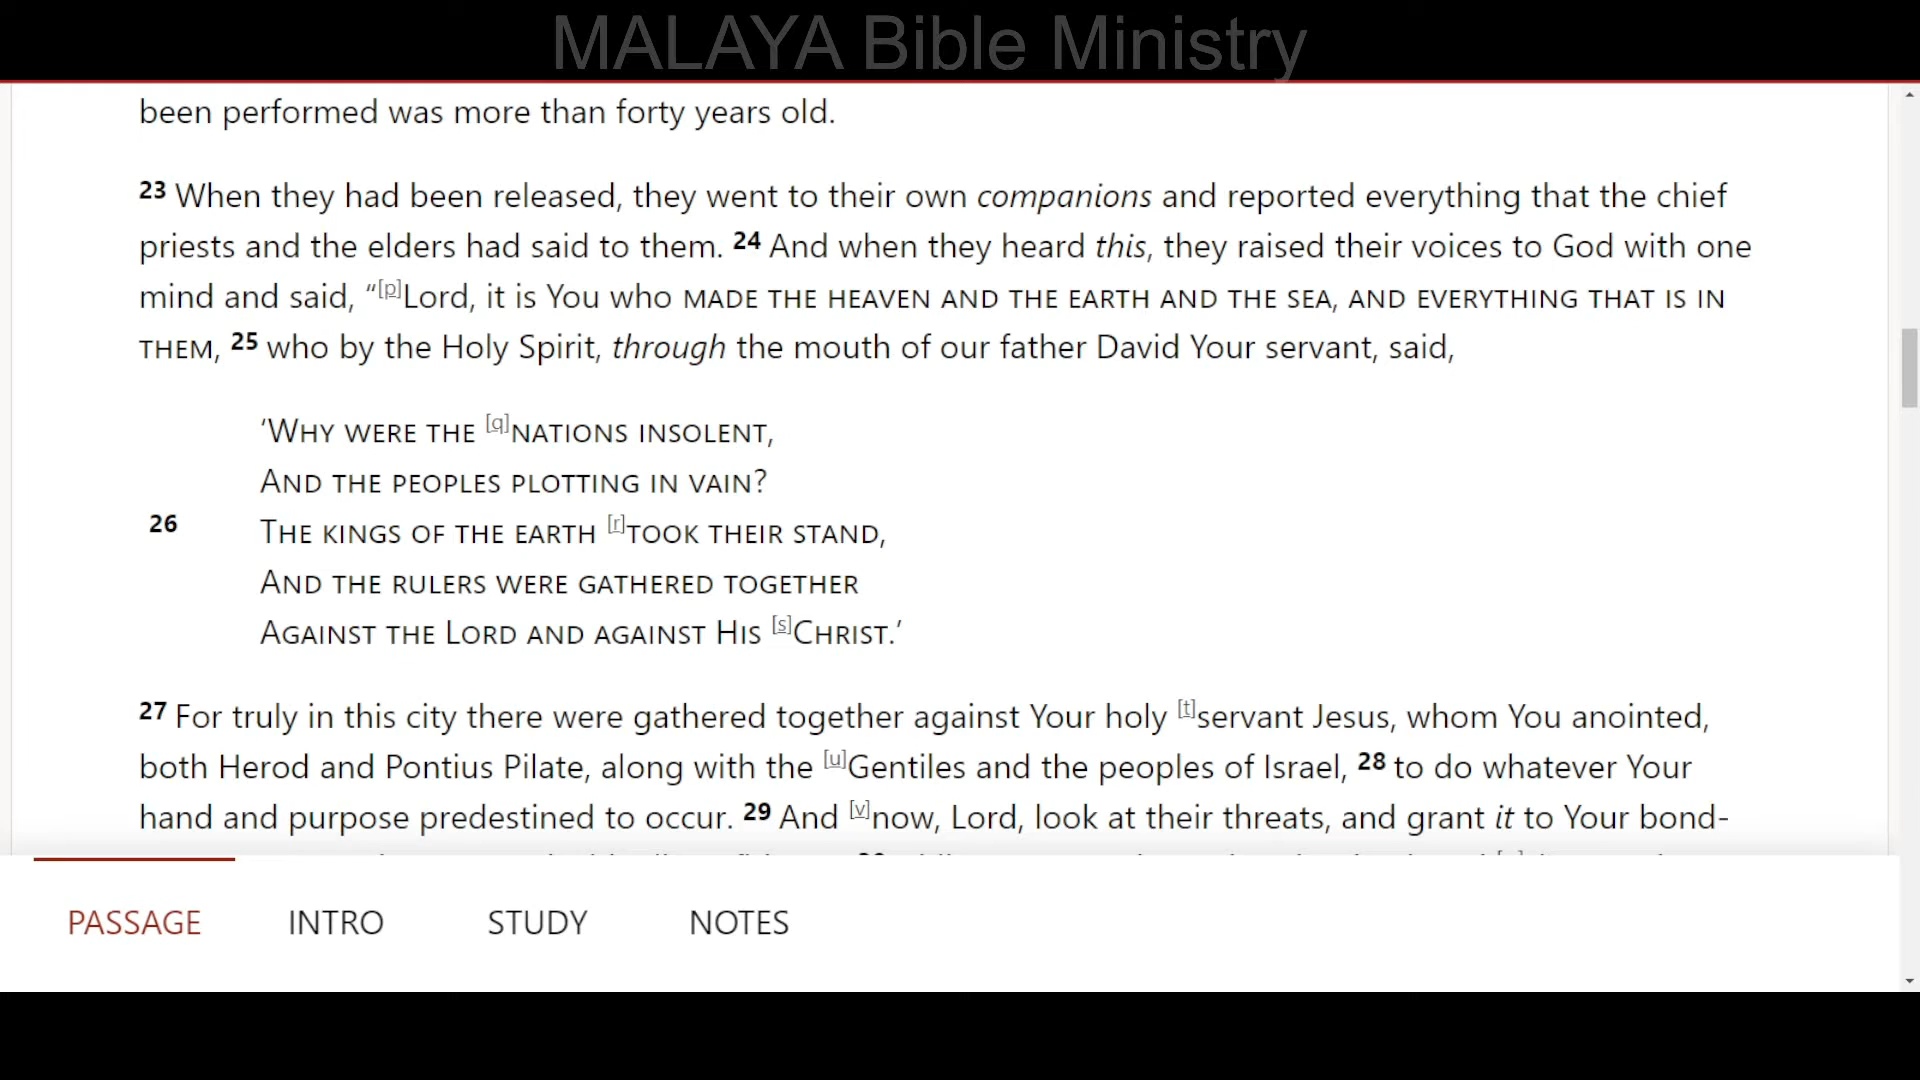 MALAYA Bible Ministry
been performed was more than forty years old.
23 When they had been released, they went to their own companions and reported everything that the chief
priests and the elders had said to them. 24 And when they heard this, they raised their voices to God with one
mind and said, “[p]Lord, it is You who MADE THE HEAVEN AND THE EARTH AND THE SEA, AND EVERYTHING THAT IS IN
THEM, 25 who by the Holy Spirit, through the mouth of our father David Your servant, said,
‘WHY WERE THE [q]NATIONS INSOLENT,
AND THE PEOPLES PLOTTING IN VAIN?
26 THE KINGS OF THE EARTH [r]TOOK THEIR STAND,
AND THE RULERS WERE GATHERED TOGETHER
AGAINST THE LORD AND AGAINST HIS [s]CHRIST.’
27 For truly in this city there were gathered together against Your holy [t]servant Jesus, whom You anointed,
both Herod and Pontius Pilate, along with the [u]Gentiles and the peoples of Israel, 28 to do whatever Your
hand and purpose predestined to occur. 29 And [v]now, Lord, look at their threats, and grant it to Your bond-
PASSAGE INTRO STUDY NOTES